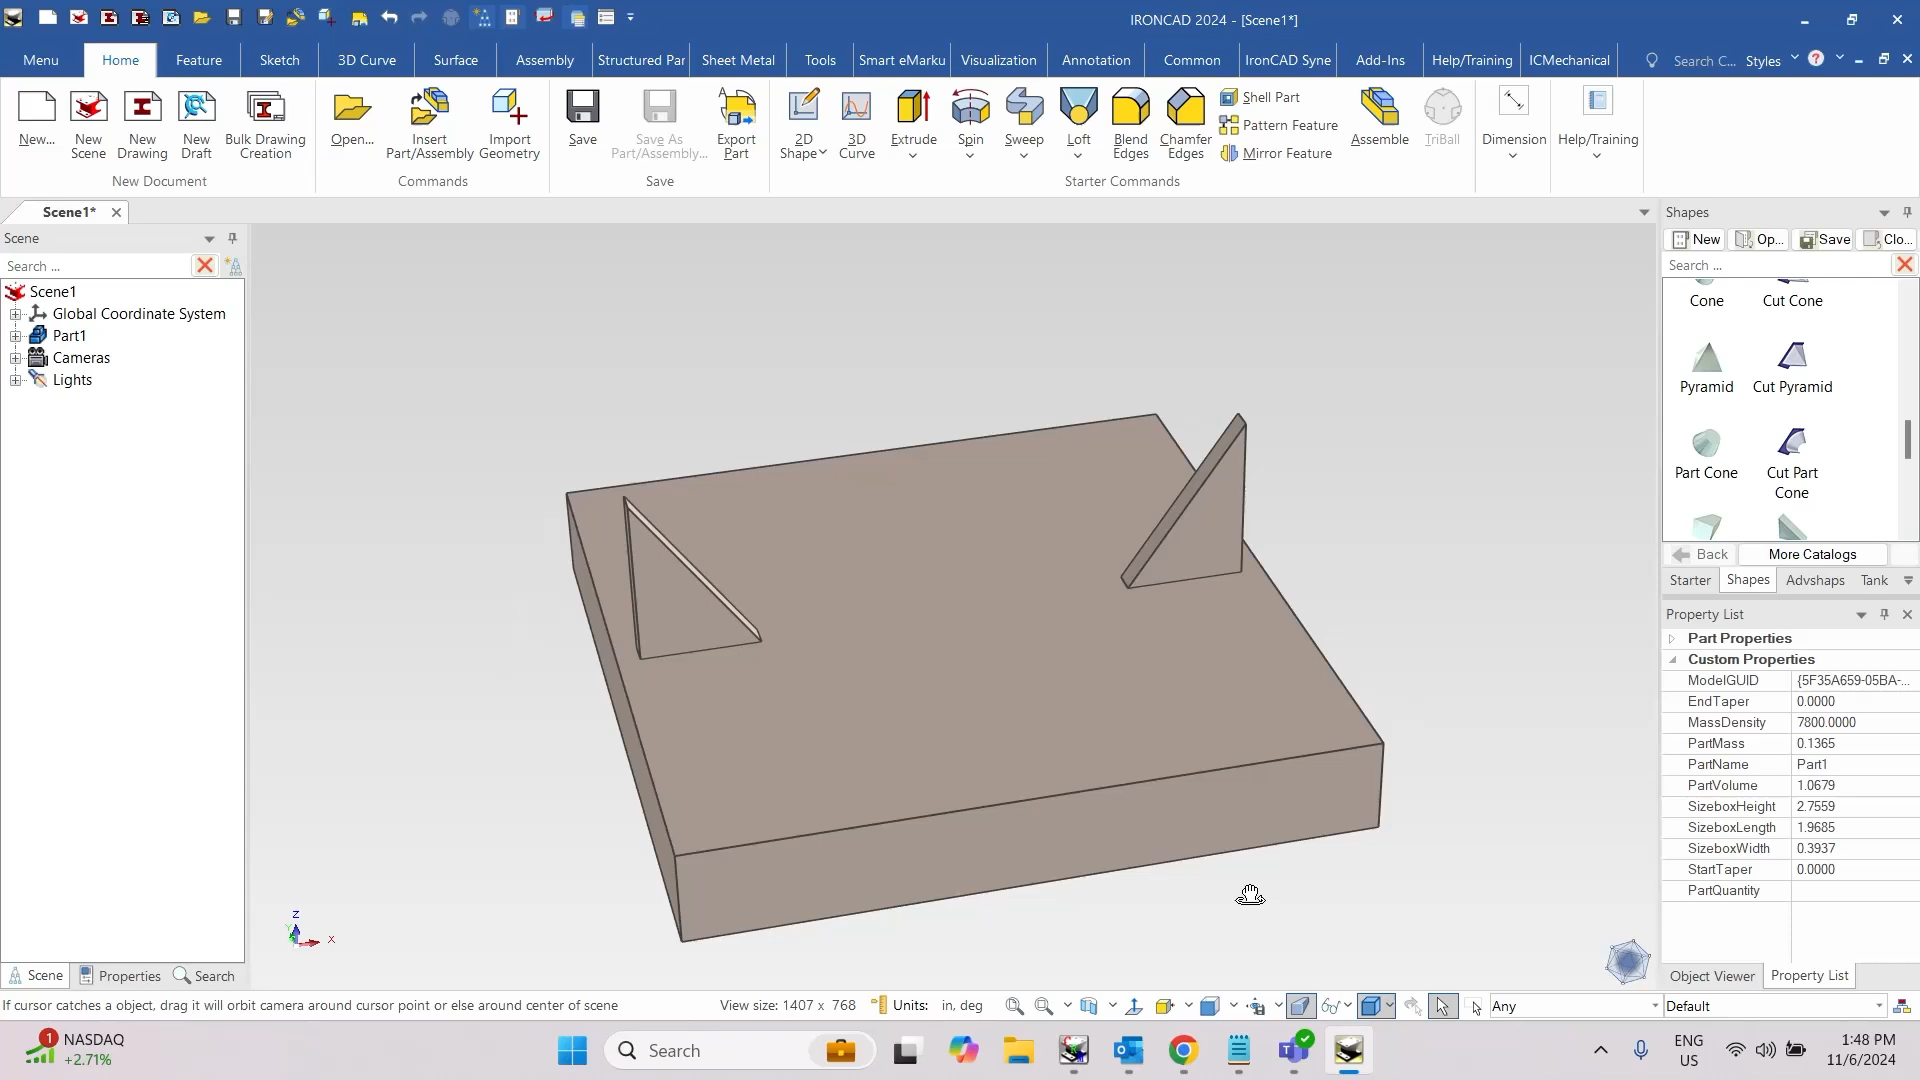 IRONCAD 2024 - [Scene1*]
Menu
Home
Feature
Sketch
3D Curve
Surface
Assembly
Structured Par
Sheet Metal
Tools
Smart eMarku
Visualization
Annotation
Common
IronCAD Syne
Add-Ins
Help/Training
ICMechanical
Search C...
Styles
New...
New Scene
New Drawing
New Draft
Bulk Drawing Creation
New Document
Open...
Insert Part/Assembly
Import Geometry
Commands
Save
Save As Part/Assembly...
Export Part
Save
2D Shape
3D Curve
Extrude
Spin
Sweep
Loft
Blend Edges
Chamfer Edges
Shell Part
Pattern Feature
Mirror Feature
Assemble
TriBall
Starter Commands
Dimension
Help/Training
Scene1*
Scene
Search ...
Scene1
Global Coordinate System
Part1
Cameras
Lights
Z
Y
X
Scene
Properties
Search
Shapes
New
Op...
Save
Clo...
Search ...
Cone
Cut Cone
Pyramid
Cut Pyramid
Part Cone
Cut Part Cone
Back
More Catalogs
Starter
Shapes
Advshaps
Tank
Property List
Part Properties
Custom Properties
ModelGUID {5F35A659-05BA-...
EndTaper 0.0000
MassDensity 7800.0000
PartMass 0.1365
PartName Part1
PartVolume 1.0679
SizeboxHeight 2.7559
SizeboxLength 1.9685
SizeboxWidth 0.3937
StartTaper 0.0000
PartQuantity
Object Viewer
Property List
If cursor catches a object, drag it will orbit camera around cursor point or else around center of scene
View size: 1407 x 768
Units: in, deg
Any
Default
1
NASDAQ
+2.71%
Search
ENG
US
1:48 PM
11/6/2024